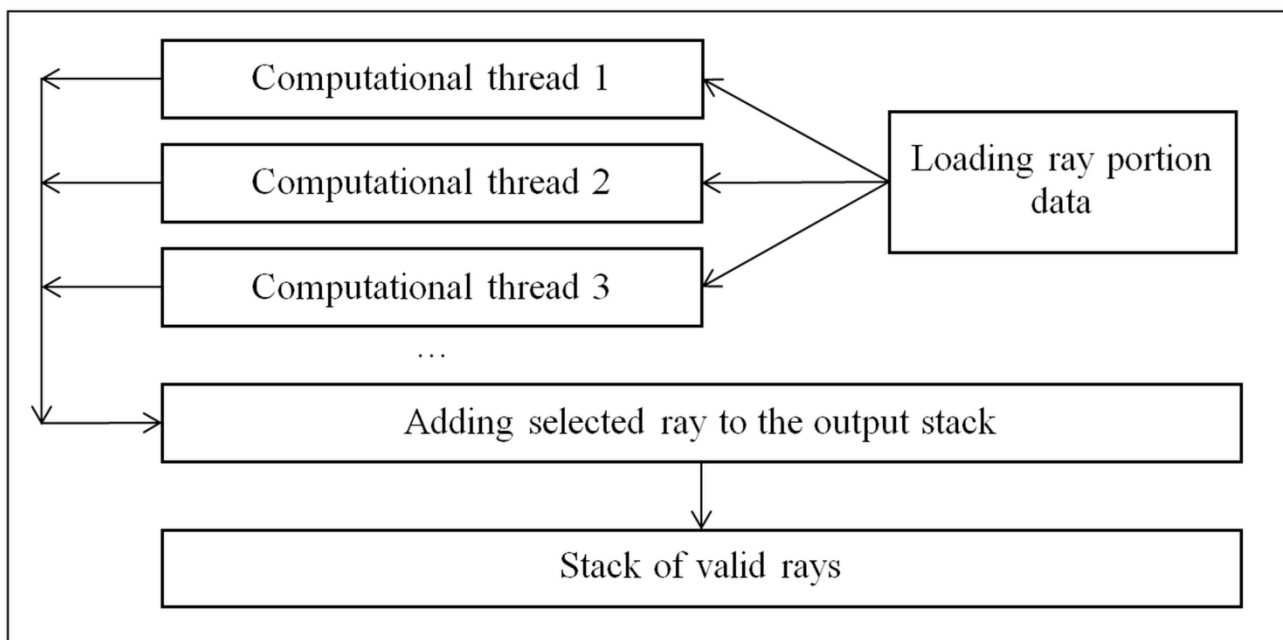 Computational thread 1
Computational thread 2
Computational thread 3
...
Loading ray portion
data
Adding selected ray to the output stack
Stack of valid rays